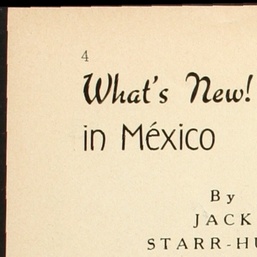 4
What's New!
in México
By
JACK
STARR-HU